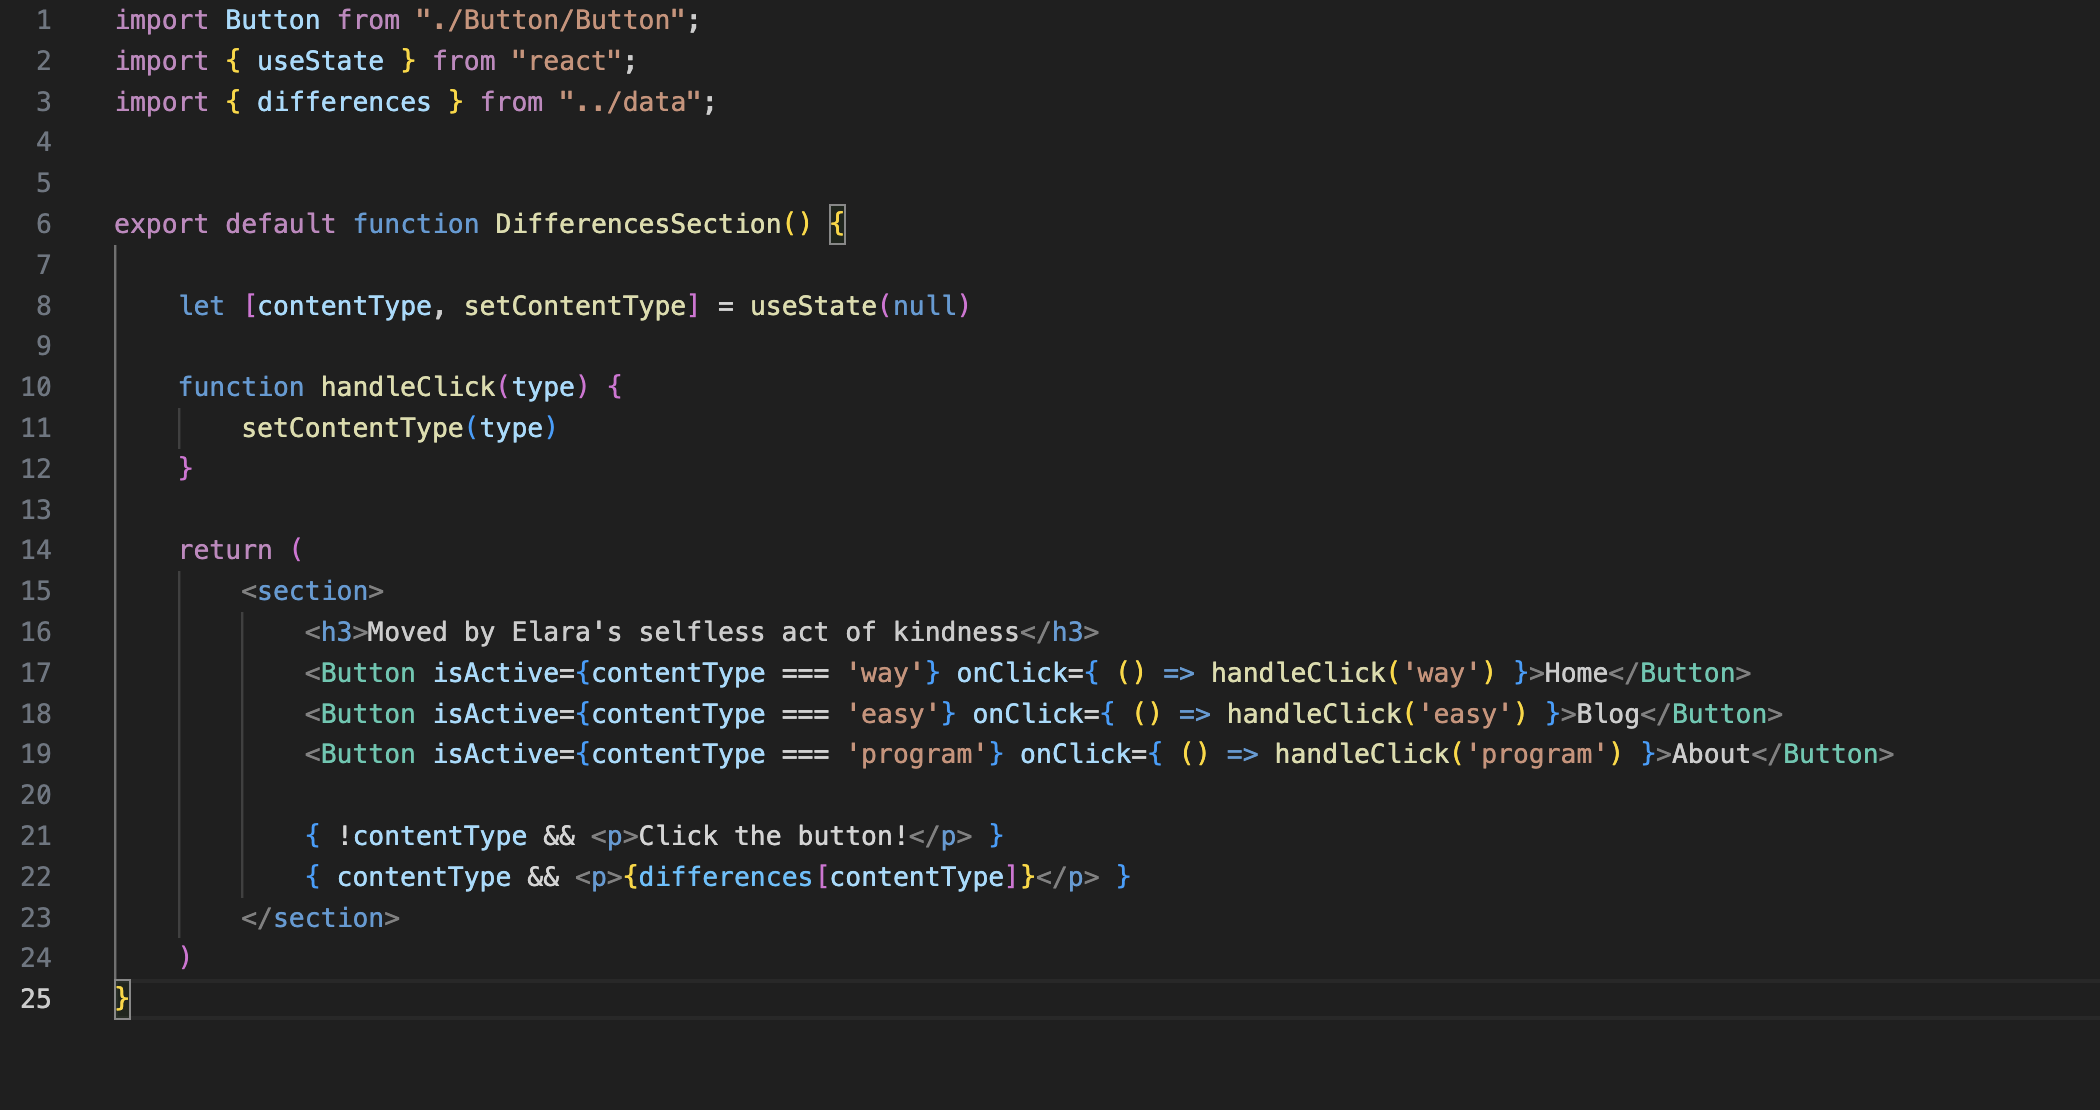 1 import Button from "./Button/Button";
2 import { useState } from "react";
3 import { differences } from "../data";
4
5
6 export default function DifferencesSection() {
7
8     let [contentType, setContentType] = useState(null)
9
10     function handleClick(type) {
11         setContentType(type)
12     }
13
14     return (
15         <section>
16             <h3>Moved by Elara's selfless act of kindness</h3>
17             <Button isActive={contentType === 'way'} onClick={ () => handleClick('way') }>Home</Button>
18             <Button isActive={contentType === 'easy'} onClick={ () => handleClick('easy') }>Blog</Button>
19             <Button isActive={contentType === 'program'} onClick={ () => handleClick('program') }>About</Button>
20
21             { !contentType && <p>Click the button!</p> }
22             { contentType && <p>{differences[contentType]}</p> }
23         </section>
24     )
25 }